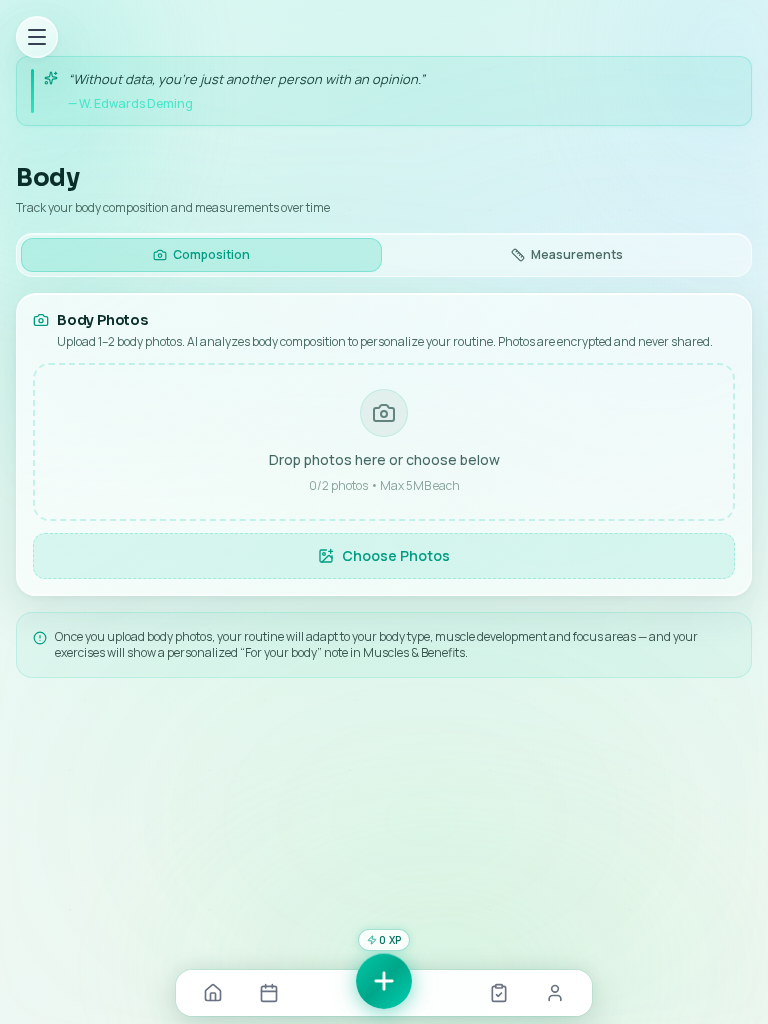 “Without data, you’re just another person with an opinion.”
— W. Edwards Deming
Body
Track your body composition and measurements over time
Composition
Measurements
Body Photos
Upload 1–2 body photos. AI analyzes body composition to personalize your routine. Photos are encrypted and never shared.
Drop photos here or choose below
0/2 photos • Max 5MB each
Choose Photos
Once you upload body photos, your routine will adapt to your body type, muscle development and focus areas — and your
exercises will show a personalized “For your body” note in Muscles & Benefits.
0 XP